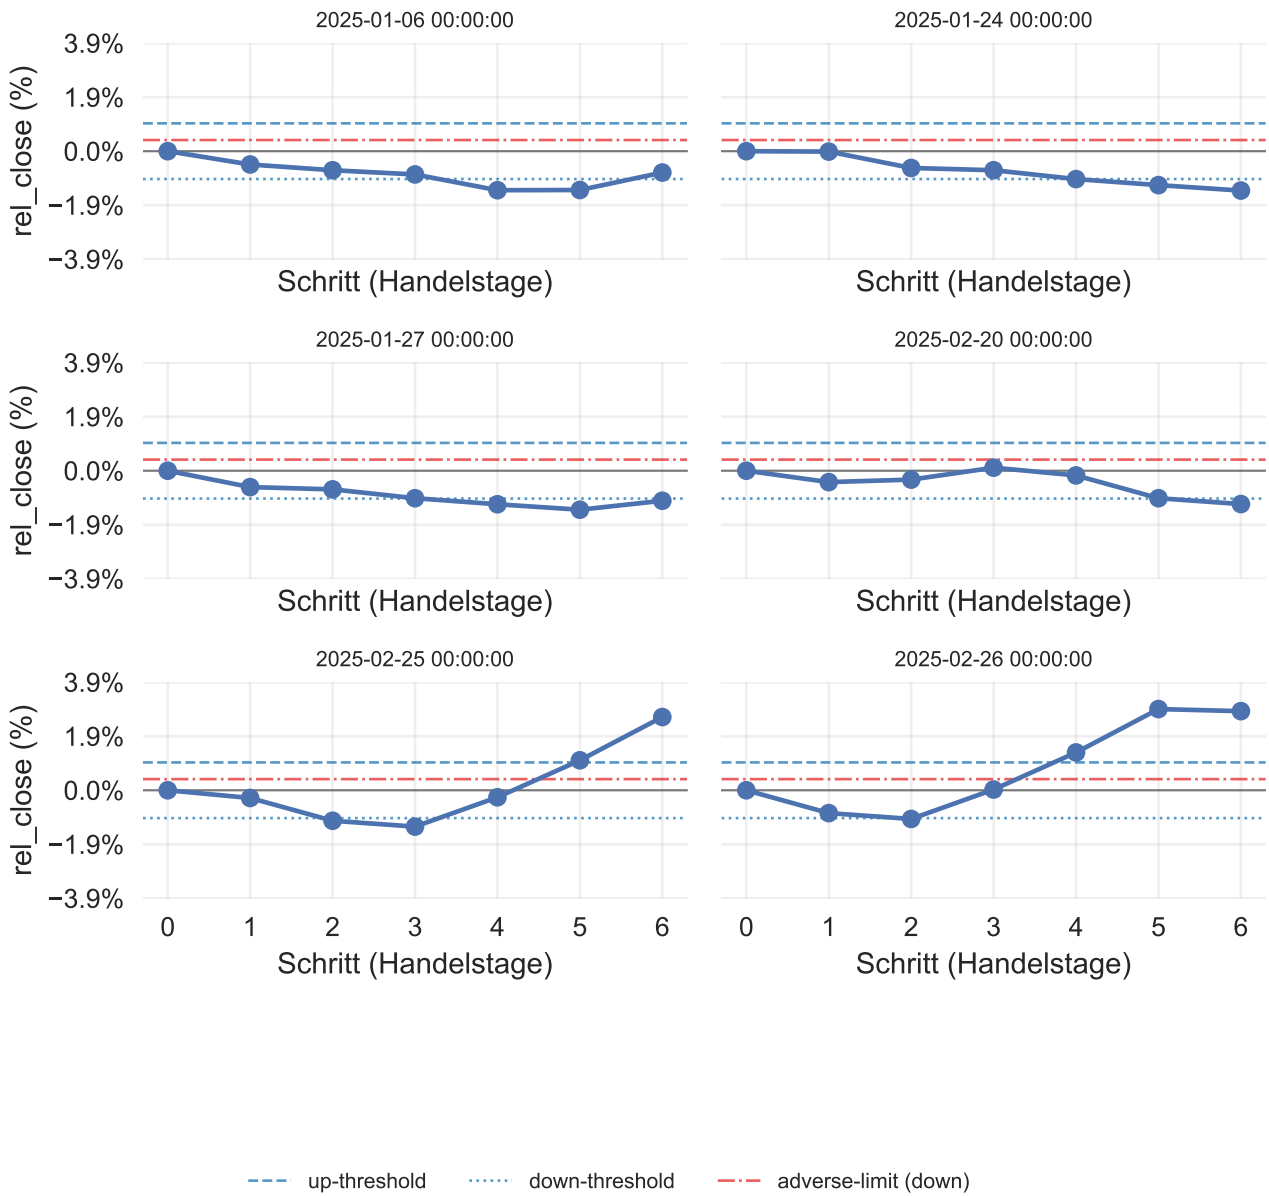 2025-01-06 00:00:00
2025-01-24 00:00:00
3.9%
1.9%
0.0%
−1.9%
−3.9%
rel_close (%)
Schritt (Handelstage)
Schritt (Handelstage)
2025-01-27 00:00:00
2025-02-20 00:00:00
3.9%
1.9%
0.0%
−1.9%
−3.9%
rel_close (%)
Schritt (Handelstage)
Schritt (Handelstage)
2025-02-25 00:00:00
2025-02-26 00:00:00
3.9%
1.9%
0.0%
−1.9%
−3.9%
rel_close (%)
0 1 2 3 4 5 6
0 1 2 3 4 5 6
Schritt (Handelstage)
Schritt (Handelstage)
up-threshold
down-threshold
adverse-limit (down)